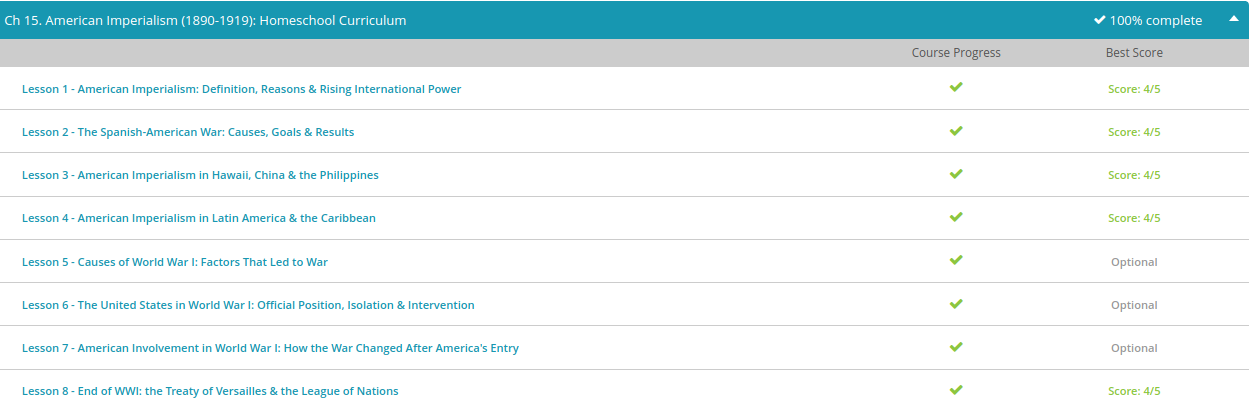 Ch 15. American Imperialism (1890-1919): Homeschool Curriculum 100% complete
Course Progress Best Score
Lesson 1 - American Imperialism: Definition, Reasons & Rising International Power Score: 4/5
Lesson 2 - The Spanish-American War: Causes, Goals & Results Score: 4/5
Lesson 3 - American Imperialism in Hawaii, China & the Philippines Score: 4/5
Lesson 4 - American Imperialism in Latin America & the Caribbean Score: 4/5
Lesson 5 - Causes of World War I: Factors That Led to War Optional
Lesson 6 - The United States in World War I: Official Position, Isolation & Intervention Optional
Lesson 7 - American Involvement in World War I: How the War Changed After America's Entry Optional
Lesson 8 - End of WWI: the Treaty of Versailles & the League of Nations Score: 4/5